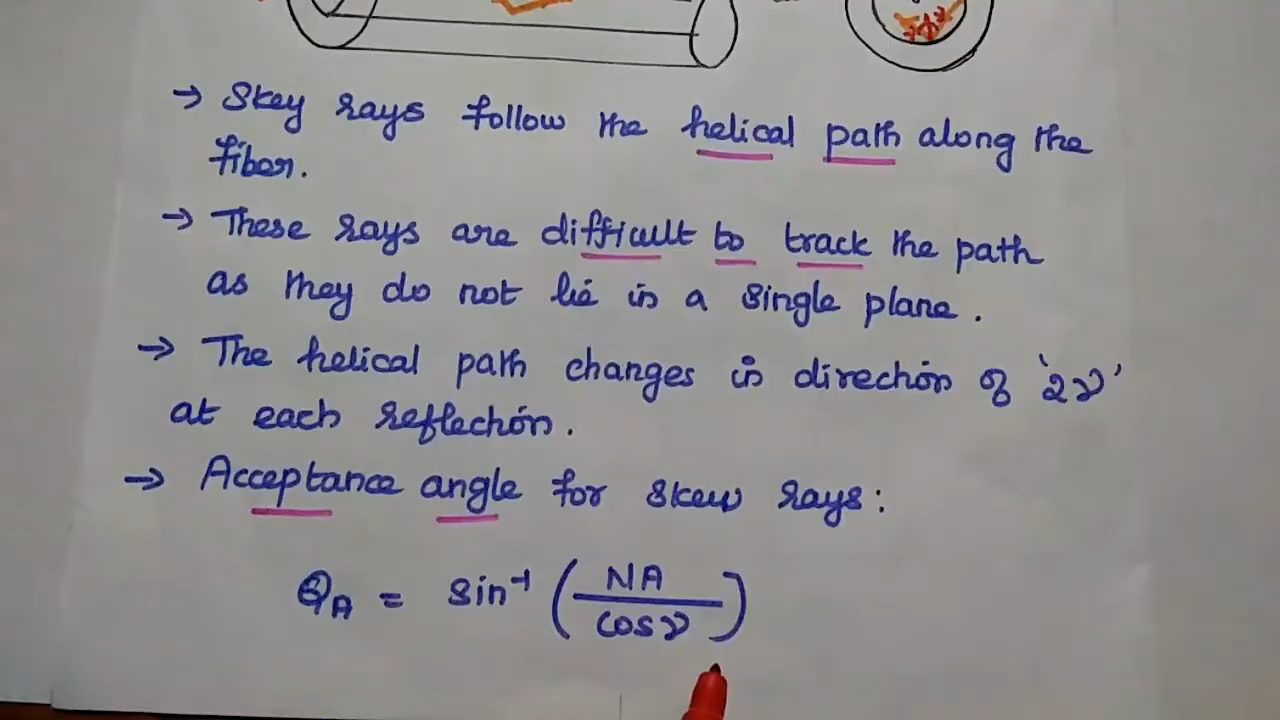 → Skey rays follow the helical path along the
fiber.
→ These rays are difficult to track the path
as they do not lie in a single plane.
→ The helical path changes in direction of '2γ'
at each reflection.
→ Acceptance angle for skew rays:
θA = sin⁻¹ (NA / cosγ)